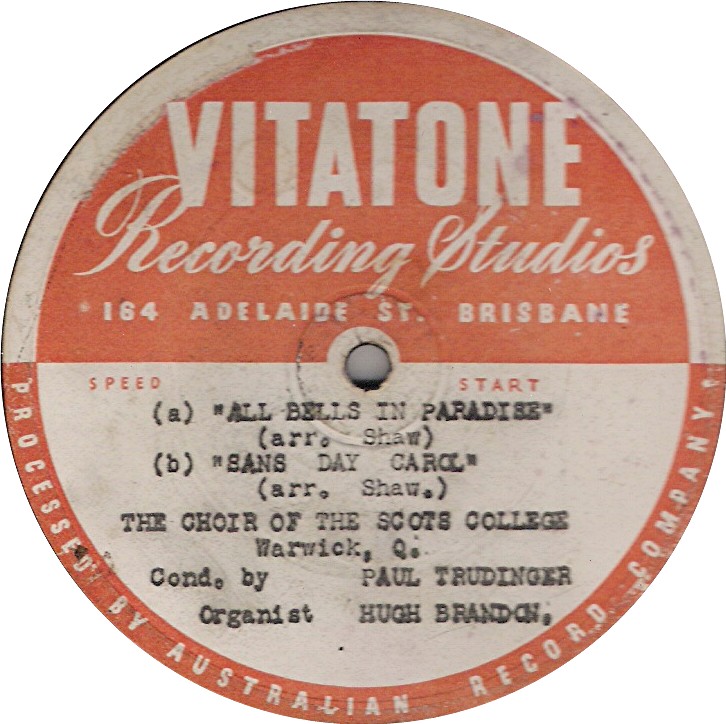 VITATONE
Recording Studios
164 ADELAIDE ST. BRISBANE
SPEED START
(a) "ALL BELLS IN PARADISE"
(arr. Shaw)
(b) "SANS DAY CAROL"
(arr. Shaw.)
THE CHOIR OF THE SCOTS COLLEGE
Warwick, Q.
Cond. by PAUL TRUDINGER
Organist HUGH BRANDON.
PROCESSED BY AUSTRALIAN RECORD COMPANY